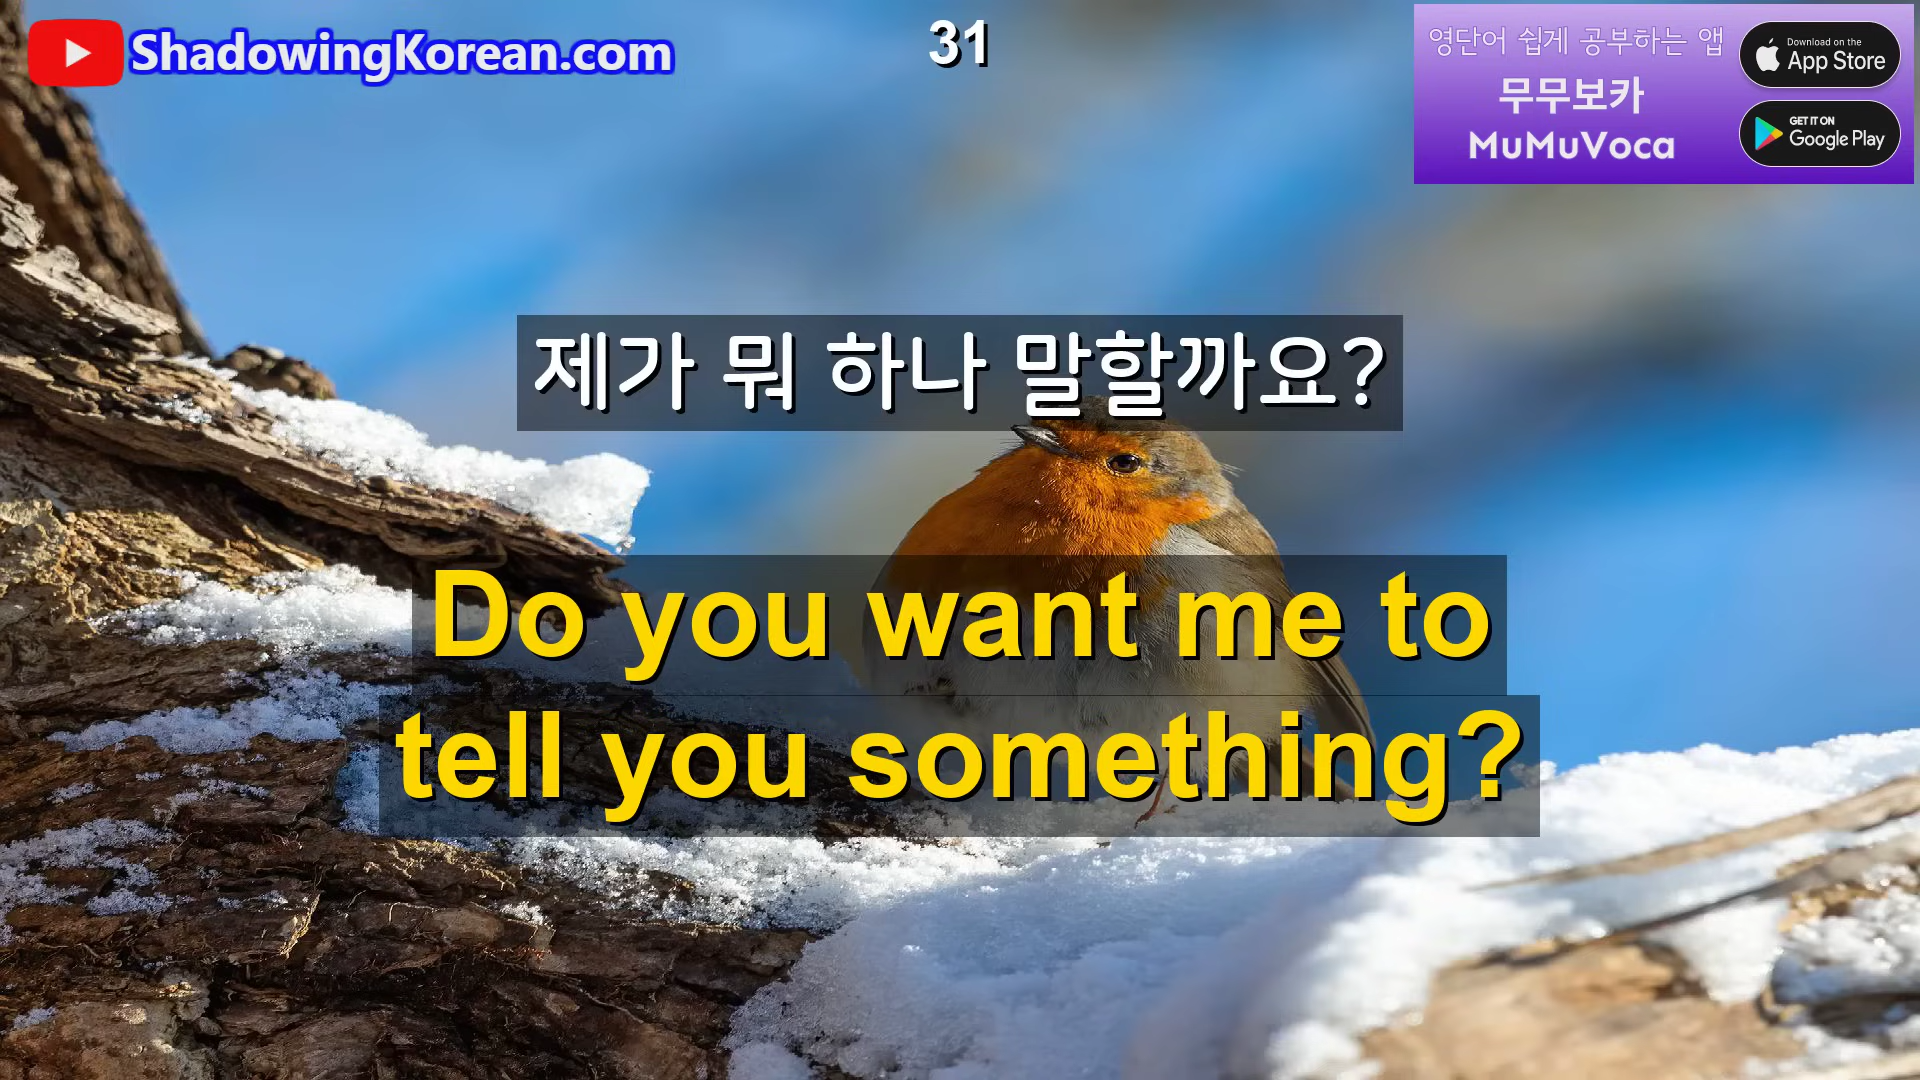 ShadowingKorean.com
31
영단어 쉽게 공부하는 앱
무무보카
MuMuVoca
Download on the
App Store
GET IT ON
Google Play
제가 뭐 하나 말할까요?
Do you want me to
tell you something?